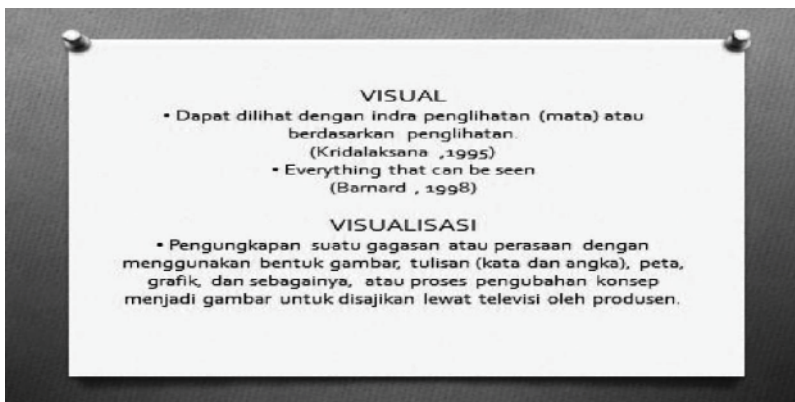 VISUAL
• Dapat dilihat dengan indra penglihatan (mata) atau
berdasarkan penglihatan.
(Kridalaksana ,1995)
• Everything that can be seen
(Barnard , 1998)
VISUALISASI
• Pengungkapan suatu gagasan atau perasaan dengan
menggunakan bentuk gambar, tulisan (kata dan angka), peta,
grafik, dan sebagainya, atau proses pengubahan konsep
menjadi gambar untuk disajikan lewat televisi oleh produsen.